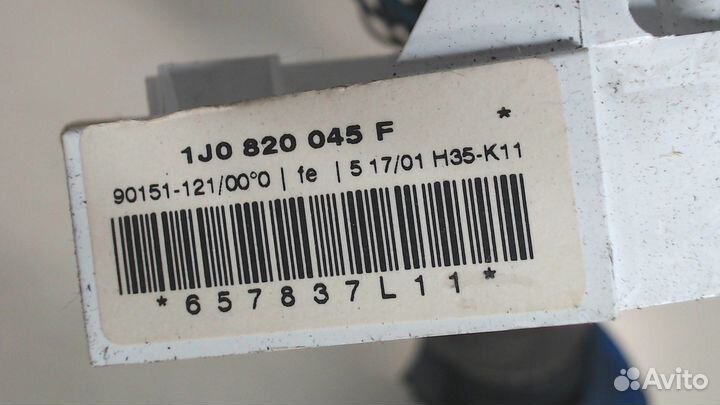 1J0 820 045 F *
90151-121/00°0 | fe | 5 17/01 H35-K11
*657837L11*
Avito